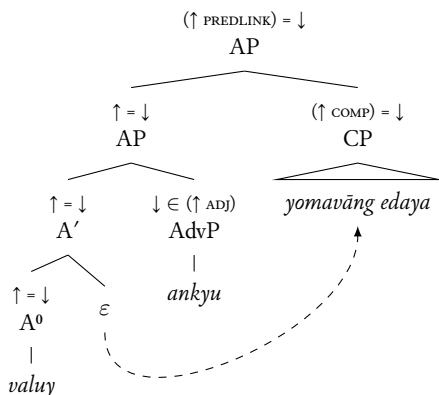 (↑ PREDLINK) = ↓
AP
↑ = ↓ (↑ COMP) = ↓
AP CP
↑ = ↓ ↓ ∈ (↑ ADJ) yomavāng edaya
A′ AdvP
↑ = ↓ ε ankyu
A⁰
valuy